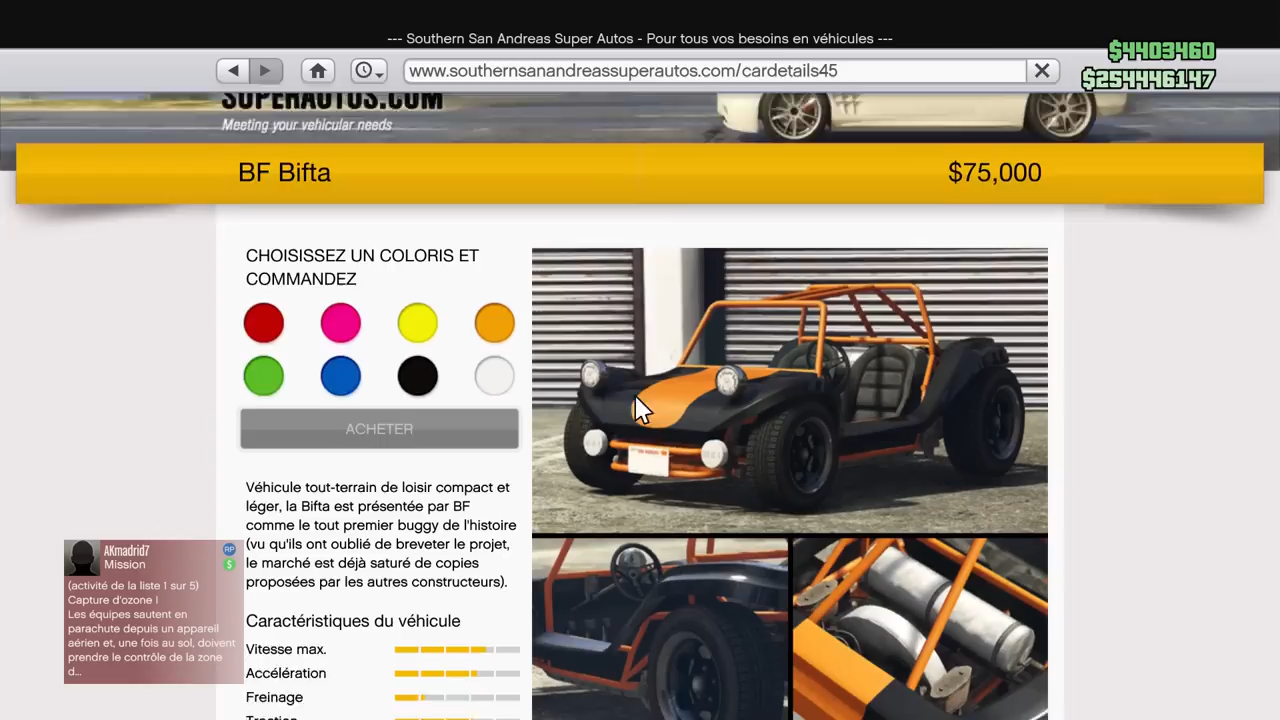 --- Southern San Andreas Super Autos - Pour tous vos besoins en véhicules ---
$4403460
www.southernsanandreassuperautos.com/cardetails45
$254446147
SUPERAUTOS.COM
Meeting your vehicular needs
BF Bifta
$75,000
CHOISISSEZ UN COLORIS ET
COMMANDEZ
ACHETER
Véhicule tout-terrain de loisir compact et
léger, la Bifta est présentée par BF
comme le tout premier buggy de l'histoire
(vu qu'ils ont oublié de breveter le projet,
le marché est déjà saturé de copies
proposées par les autres constructeurs).
Caractéristiques du véhicule
Vitesse max.
Accélération
Freinage
Traction
AKmadrid7
RP
Mission
$
(activité de la liste 1 sur 5)
Capture d'ozone I
Les équipes sautent en
parachute depuis un appareil
aérien et, une fois au sol, doivent
prendre le contrôle de la zone
d...